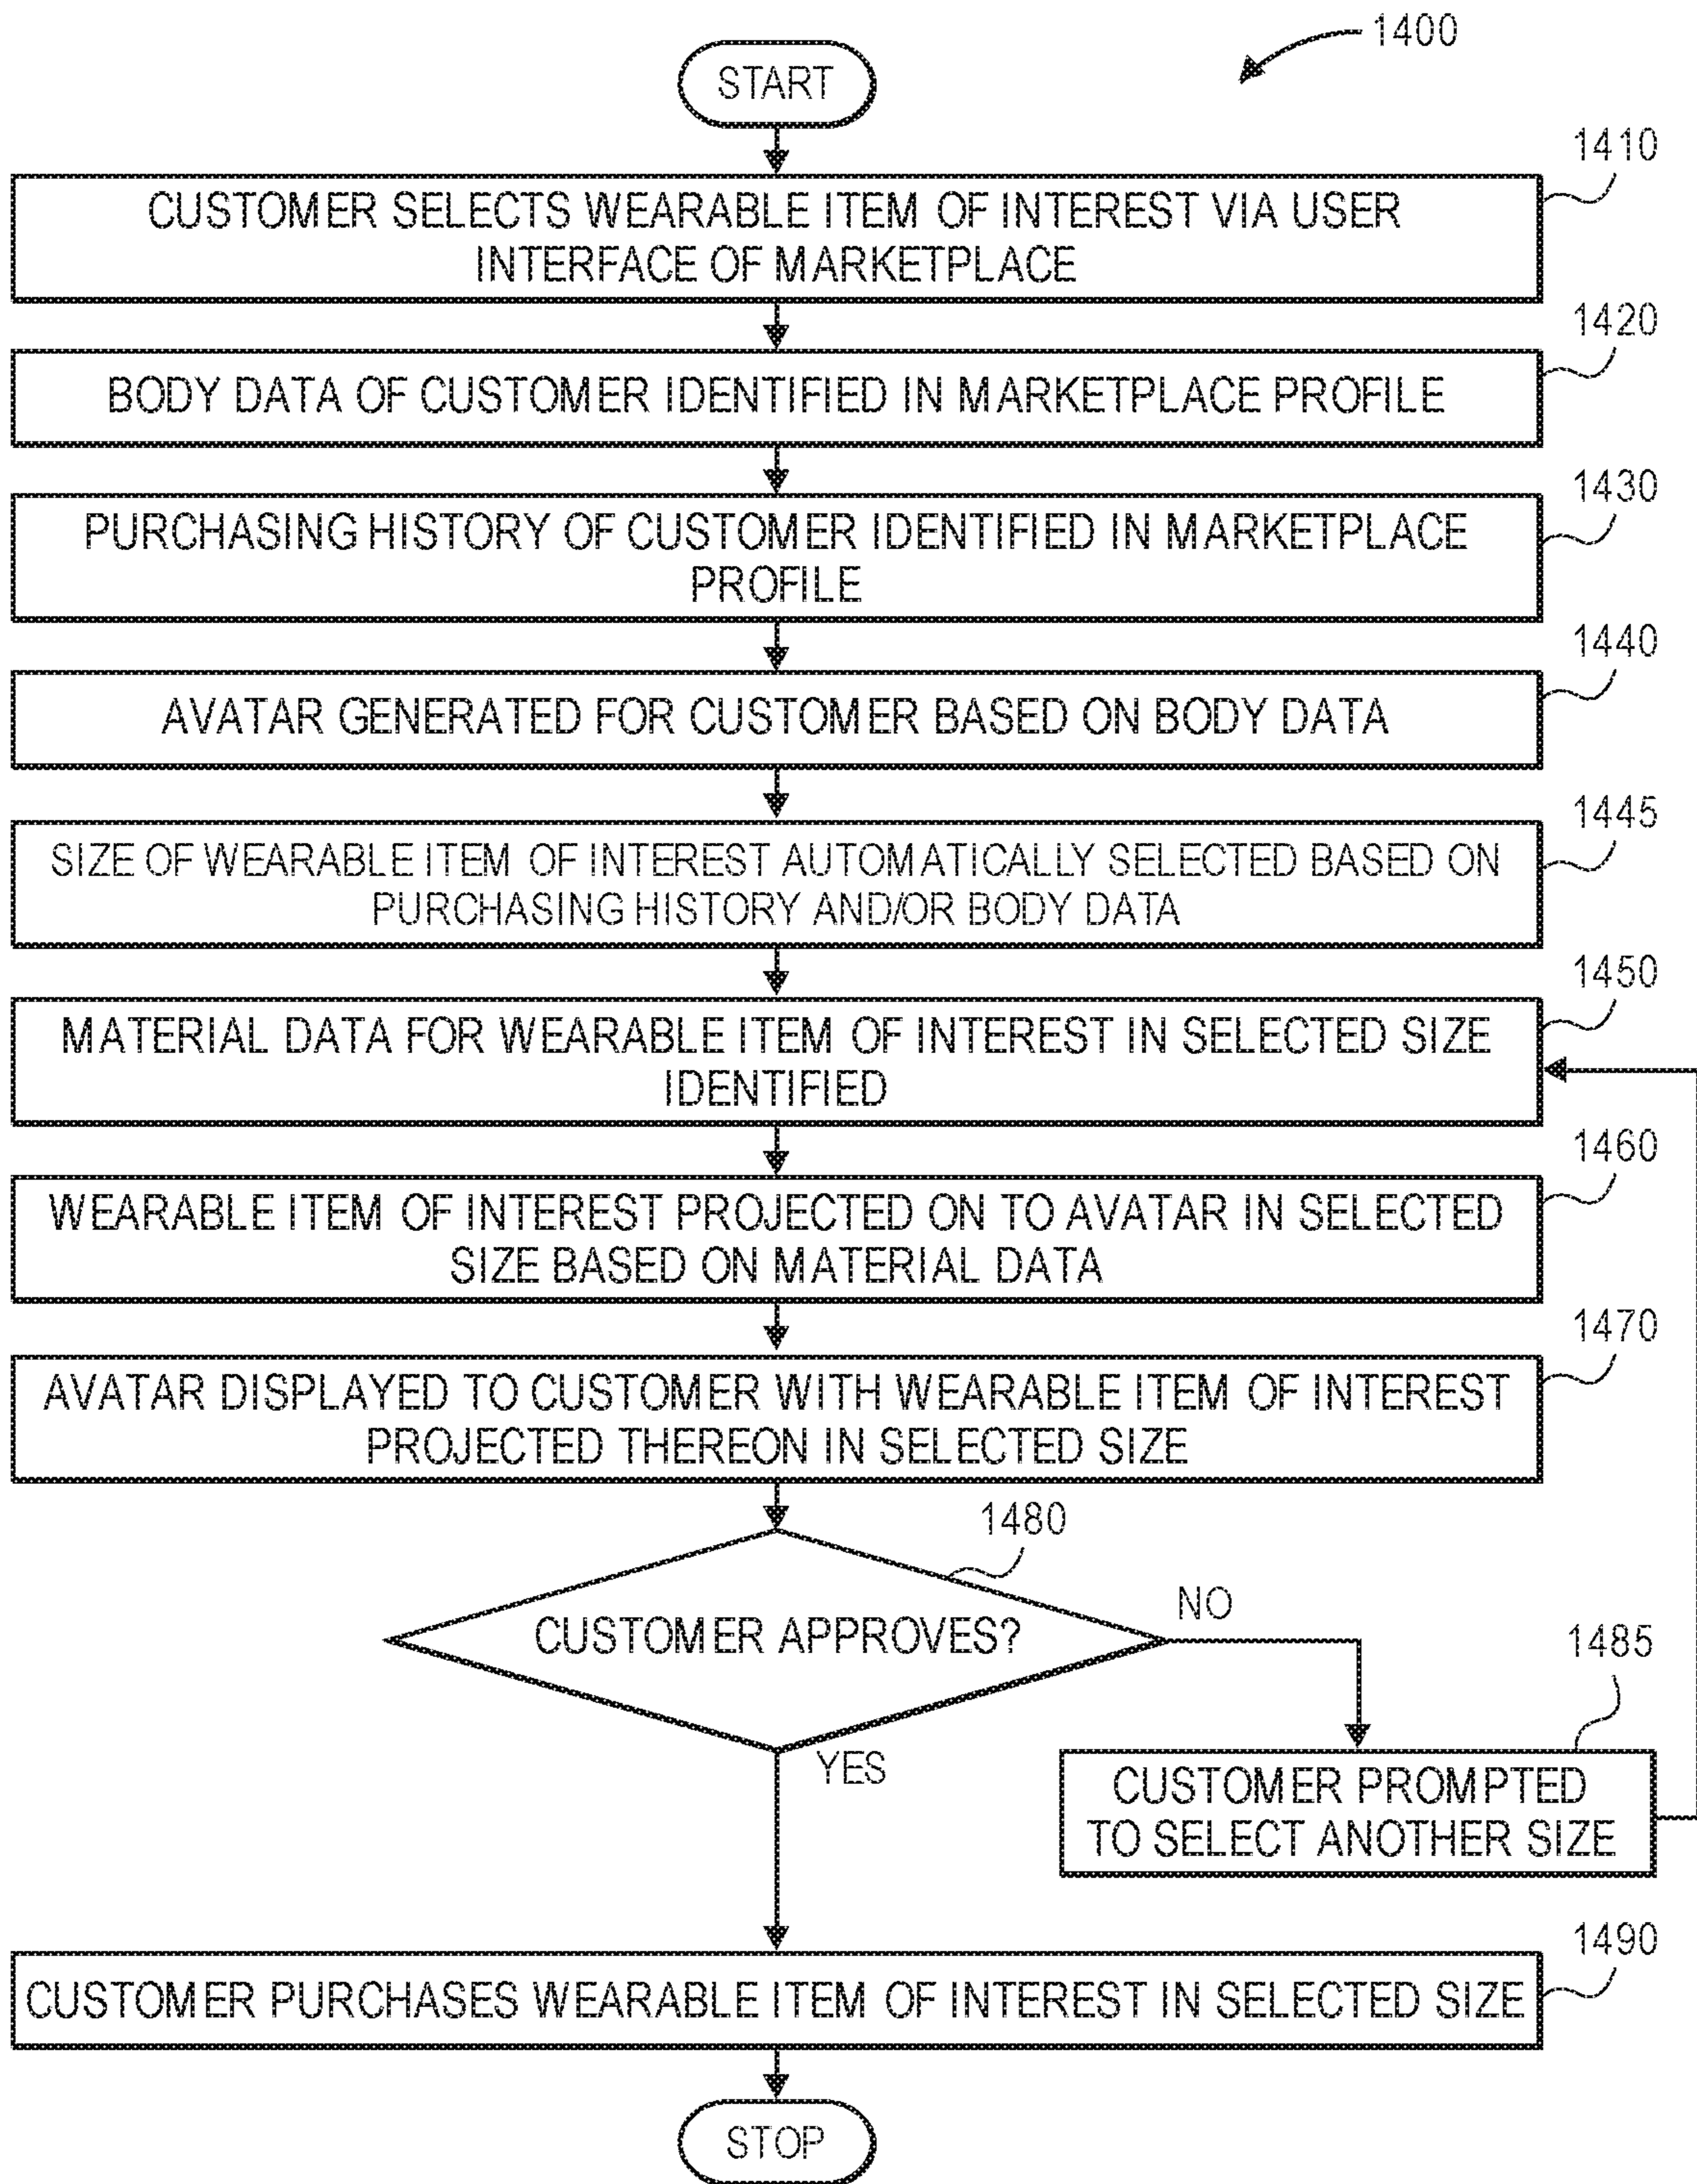 1400
START
1410
CUSTOMER SELECTS WEARABLE ITEM OF INTEREST VIA USER
INTERFACE OF MARKETPLACE
1420
BODY DATA OF CUSTOMER IDENTIFIED IN MARKETPLACE PROFILE
1430
PURCHASING HISTORY OF CUSTOMER IDENTIFIED IN MARKETPLACE
PROFILE
1440
AVATAR GENERATED FOR CUSTOMER BASED ON BODY DATA
1445
SIZE OF WEARABLE ITEM OF INTEREST AUTOMATICALLY SELECTED BASED ON
PURCHASING HISTORY AND/OR BODY DATA
1450
MATERIAL DATA FOR WEARABLE ITEM OF INTEREST IN SELECTED SIZE
IDENTIFIED
1460
WEARABLE ITEM OF INTEREST PROJECTED ON TO AVATAR IN SELECTED
SIZE BASED ON MATERIAL DATA
1470
AVATAR DISPLAYED TO CUSTOMER WITH WEARABLE ITEM OF INTEREST
PROJECTED THEREON IN SELECTED SIZE
1480
CUSTOMER APPROVES?
NO
1485
YES
CUSTOMER PROMPTED
TO SELECT ANOTHER SIZE
1490
CUSTOMER PURCHASES WEARABLE ITEM OF INTEREST IN SELECTED SIZE
STOP